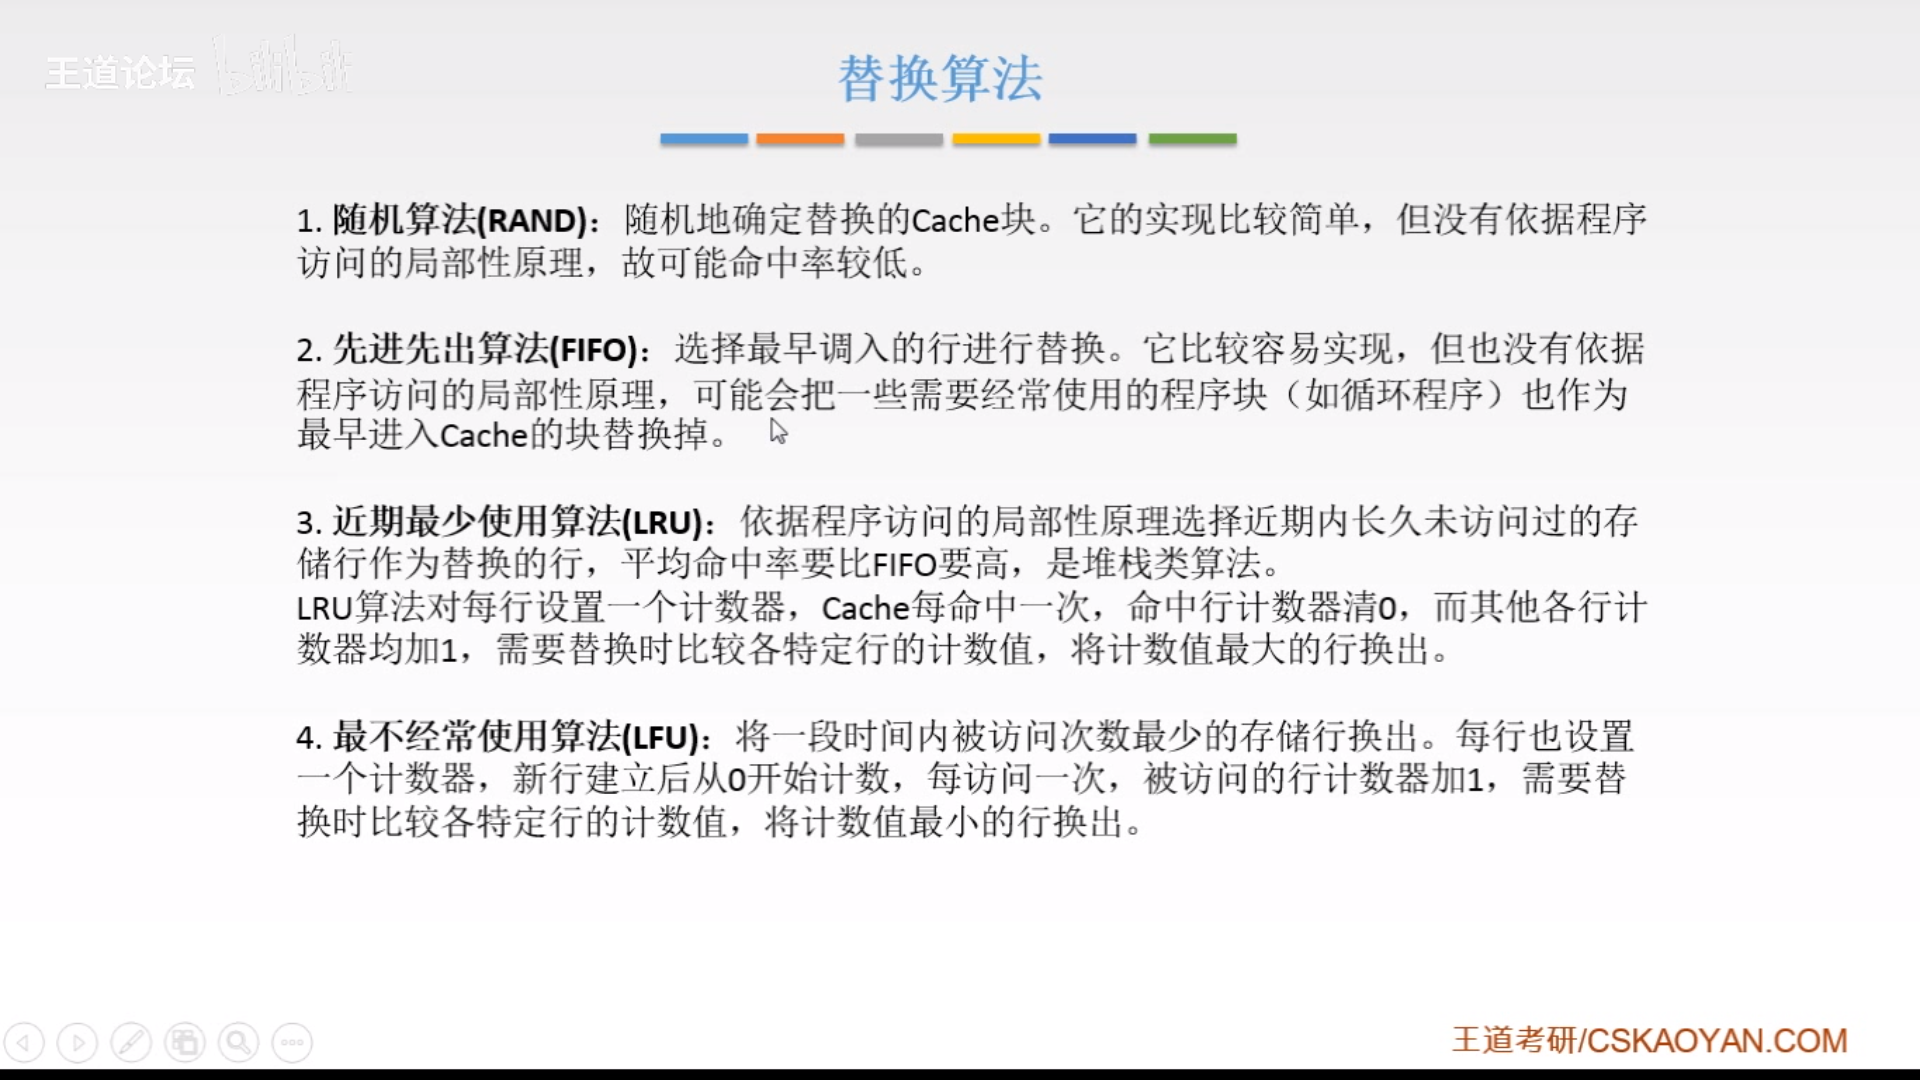 王道论坛 bilibili
替换算法
1. 随机算法(RAND)：随机地确定替换的Cache块。它的实现比较简单，但没有依据程序
访问的局部性原理，故可能命中率较低。
2. 先进先出算法(FIFO)：选择最早调入的行进行替换。它比较容易实现，但也没有依据
程序访问的局部性原理，可能会把一些需要经常使用的程序块（如循环程序）也作为
最早进入Cache的块替换掉。
3. 近期最少使用算法(LRU)：依据程序访问的局部性原理选择近期内长久未访问过的存
储行作为替换的行，平均命中率要比FIFO要高，是堆栈类算法。
LRU算法对每行设置一个计数器，Cache每命中一次，命中行计数器清0，而其他各行计
数器均加1，需要替换时比较各特定行的计数值，将计数值最大的行换出。
4. 最不经常使用算法(LFU)：将一段时间内被访问次数最少的存储行换出。每行也设置
一个计数器，新行建立后从0开始计数，每访问一次，被访问的行计数器加1，需要替
换时比较各特定行的计数值，将计数值最小的行换出。
王道考研/CSKAOYAN.COM